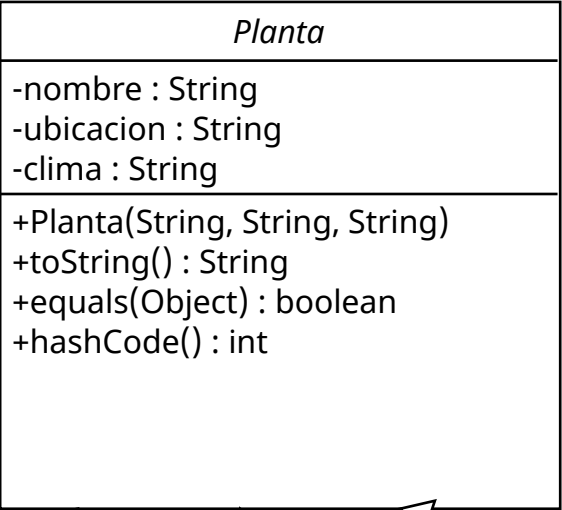 Planta
-nombre : String
-ubicacion : String
-clima : String
+Planta(String, String, String)
+toString() : String
+equals(Object) : boolean
+hashCode() : int